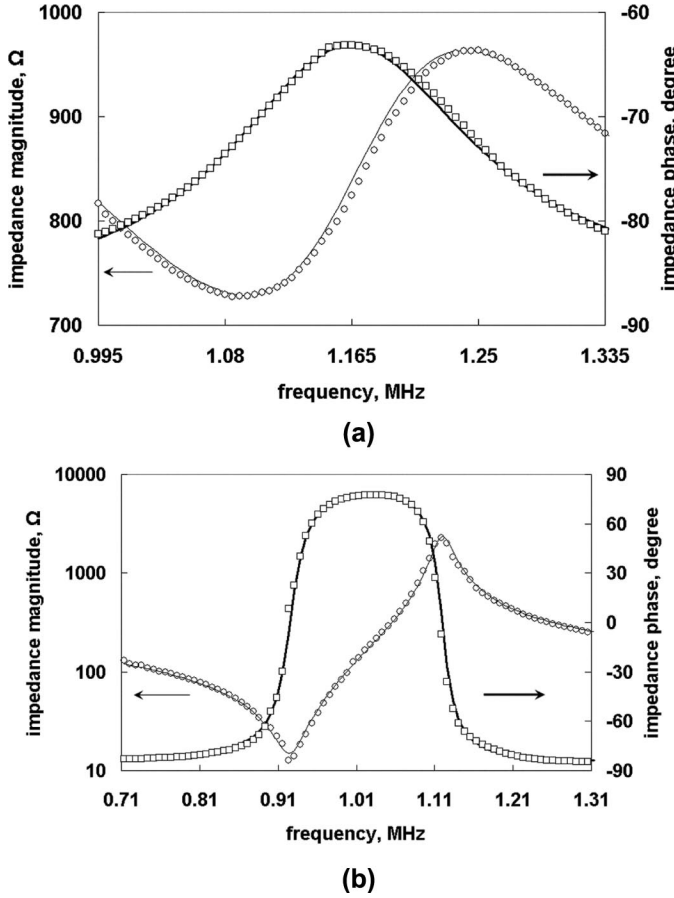 1000
900
800
700
impedance magnitude, Ω
-60
-70
-80
-90
impedance phase, degree
0.995 1.08 1.165 1.25 1.335
frequency, MHz
(a)
10000
1000
100
10
impedance magnitude, Ω
90
60
30
0
-30
-60
-90
impedance phase, degree
0.71 0.81 0.91 1.01 1.11 1.21 1.31
frequency, MHz
(b)